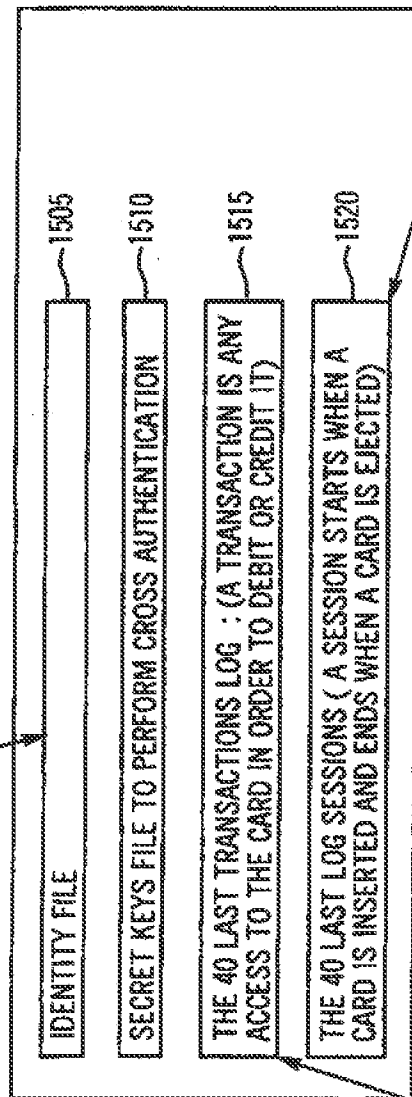 IDENTITY FILE
1505
SECRET KEYS FILE TO PERFORM CROSS AUTHENTICATION
1510
THE 40 LAST TRANSACTIONS LOG : (A TRANSACTION IS ANY
ACCESS TO THE CARD IN ORDER TO DEBIT OR CREDIT IT)
1515
THE 40 LAST LOG SESSIONS ( A SESSION STARTS WHEN A
CARD IS INSERTED AND ENDS WHEN A CARD IS EJECTED)
1520